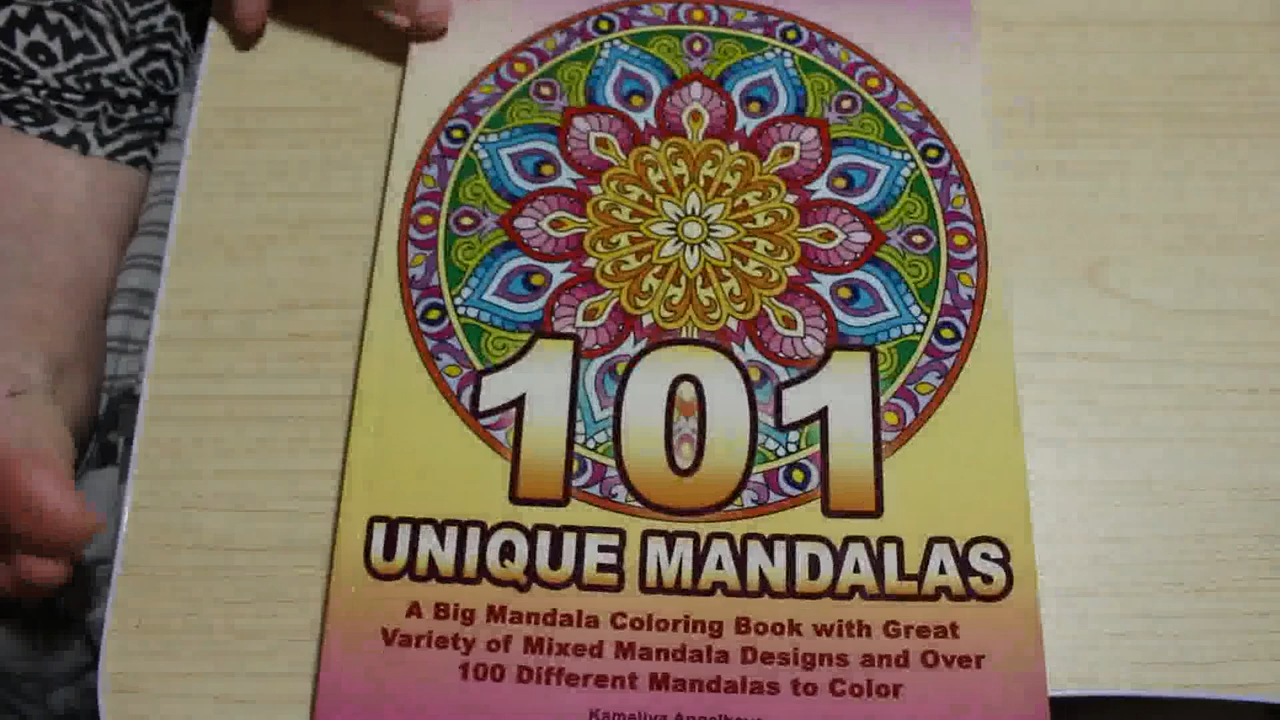 101
UNIQUE MANDALAS
A Big Mandala Coloring Book with Great
Variety of Mixed Mandala Designs and Over
100 Different Mandalas to Color
Kameliya